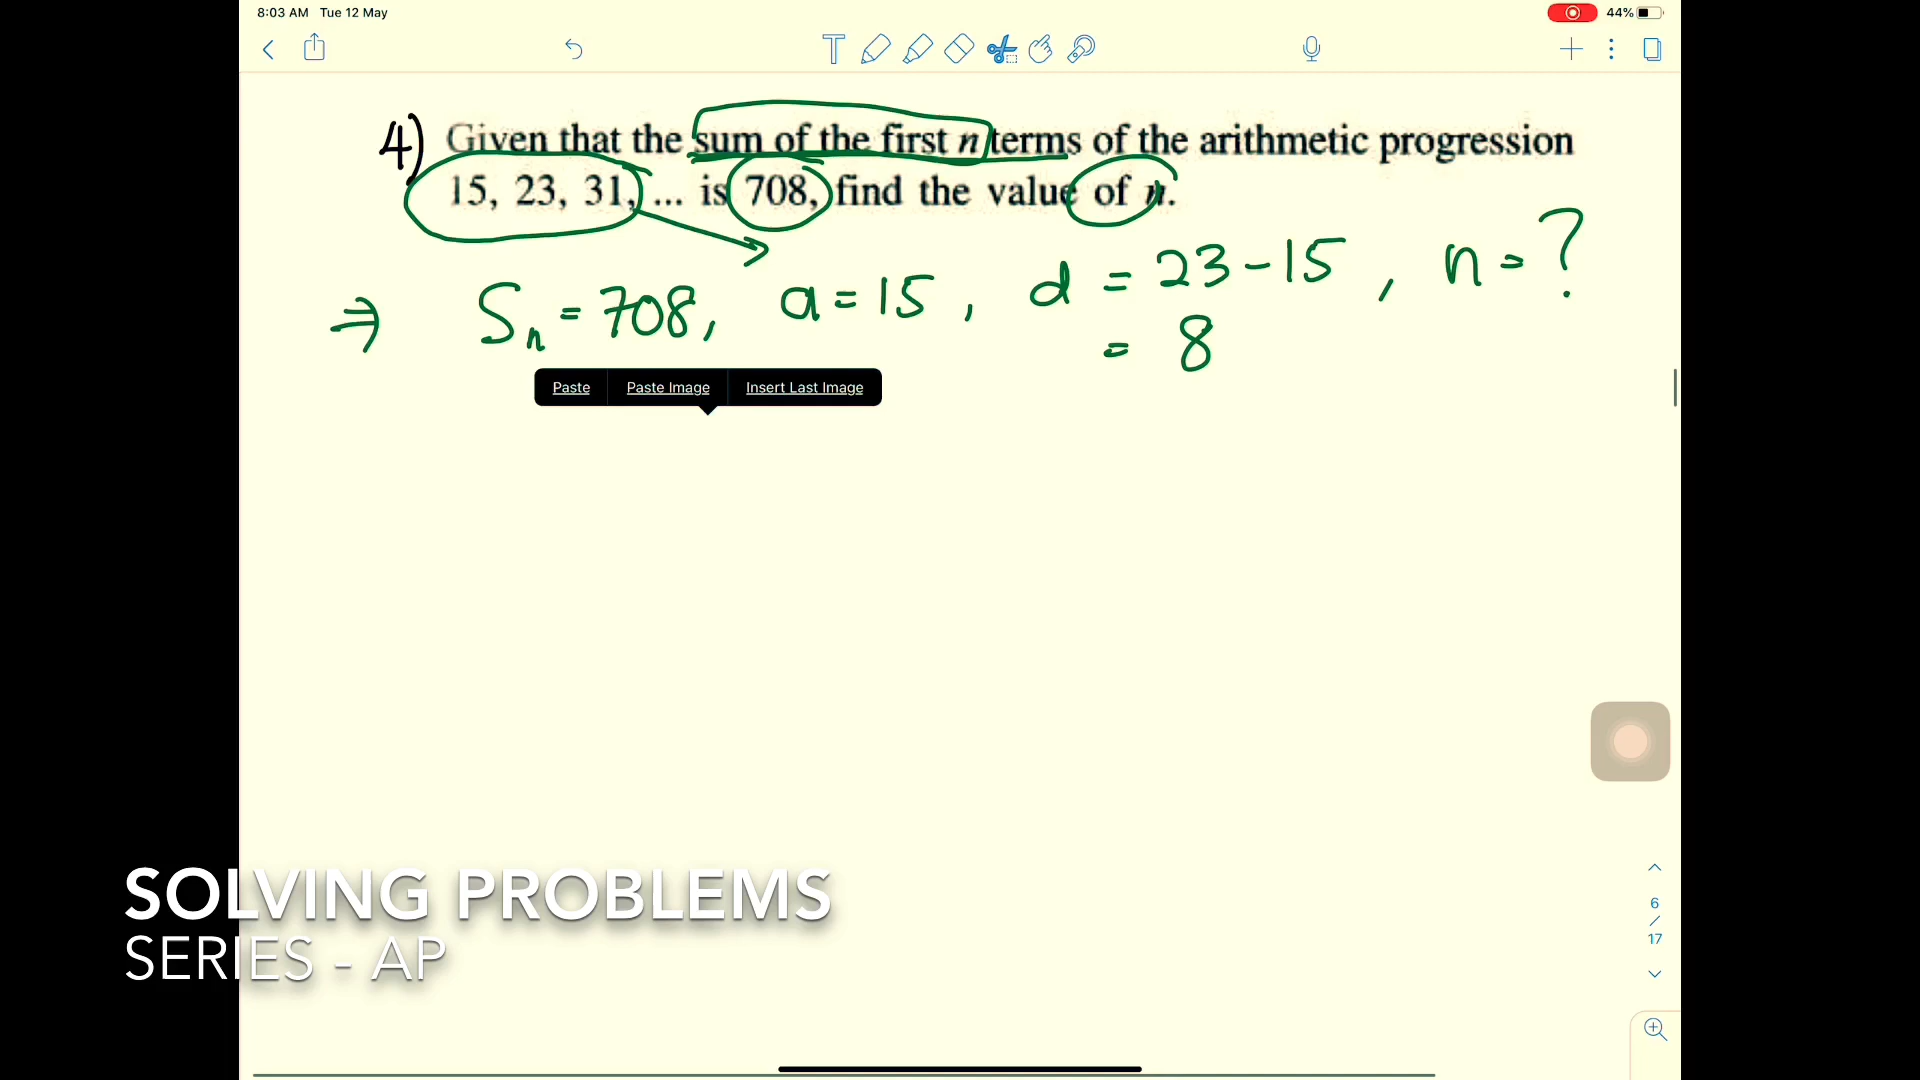 8:03 AM Tue 12 May
44%
T
4) Given that the sum of the first n terms of the arithmetic progression
15, 23, 31, ... is 708, find the value of n.
⇒ Sn = 708, a = 15, d = 23 - 15, n = ?
= 8
Paste Paste Image Insert Last Image
SOLVING PROBLEMS
SERIES - AP
6
/
17